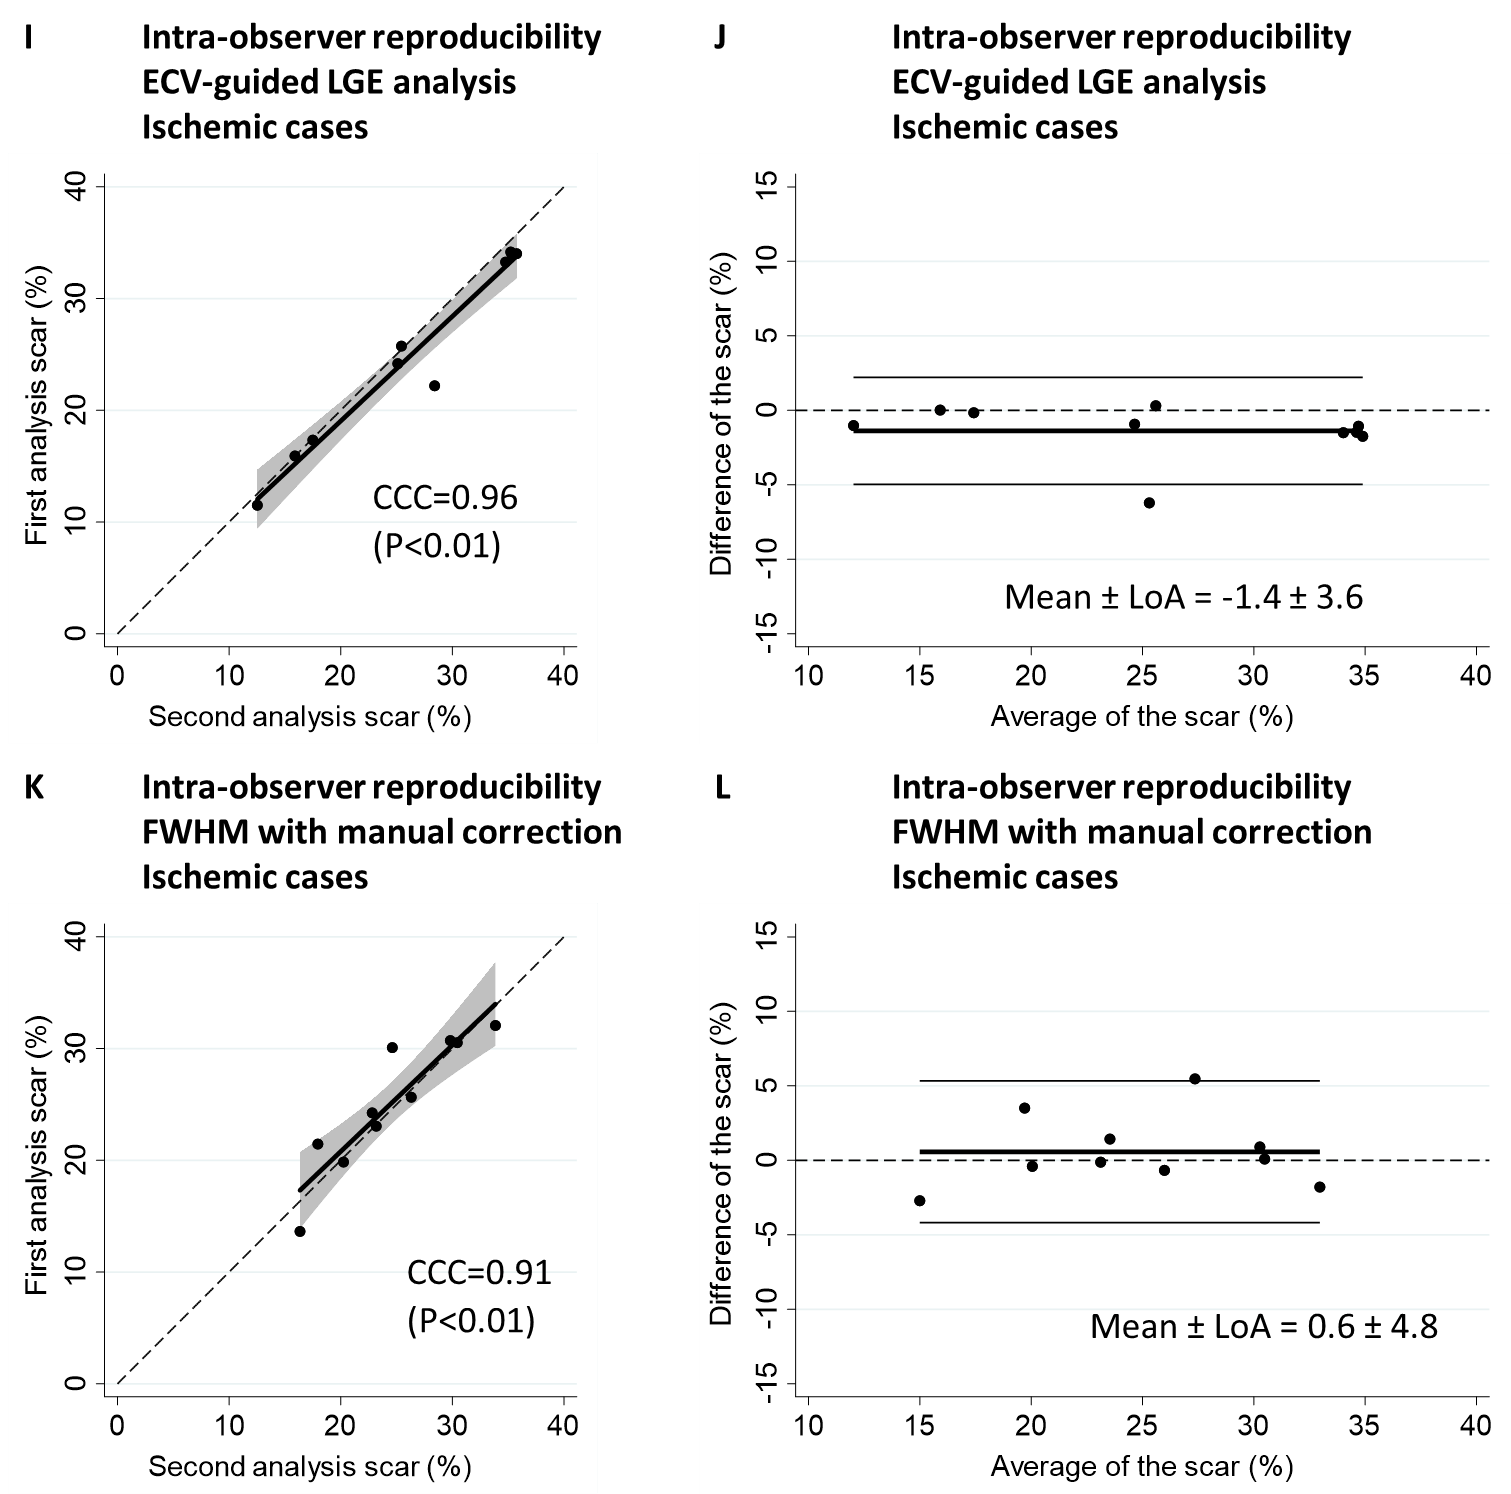 I
Intra-observer reproducibility
ECV-guided LGE analysis
Ischemic cases
40
30
20
10
0
First analysis scar (%)
CCC=0.96
(P<0.01)
0 10 20 30 40
Second analysis scar (%)
J
Intra-observer reproducibility
ECV-guided LGE analysis
Ischemic cases
15
10
5
0
-5
-10
-15
Difference of the scar (%)
Mean ± LoA = -1.4 ± 3.6
10 15 20 25 30 35 40
Average of the scar (%)
K
Intra-observer reproducibility
FWHM with manual correction
Ischemic cases
40
30
20
10
0
First analysis scar (%)
CCC=0.91
(P<0.01)
0 10 20 30 40
Second analysis scar (%)
L
Intra-observer reproducibility
FWHM with manual correction
Ischemic cases
15
10
5
0
-5
-10
-15
Difference of the scar (%)
Mean ± LoA = 0.6 ± 4.8
10 15 20 25 30 35 40
Average of the scar (%)